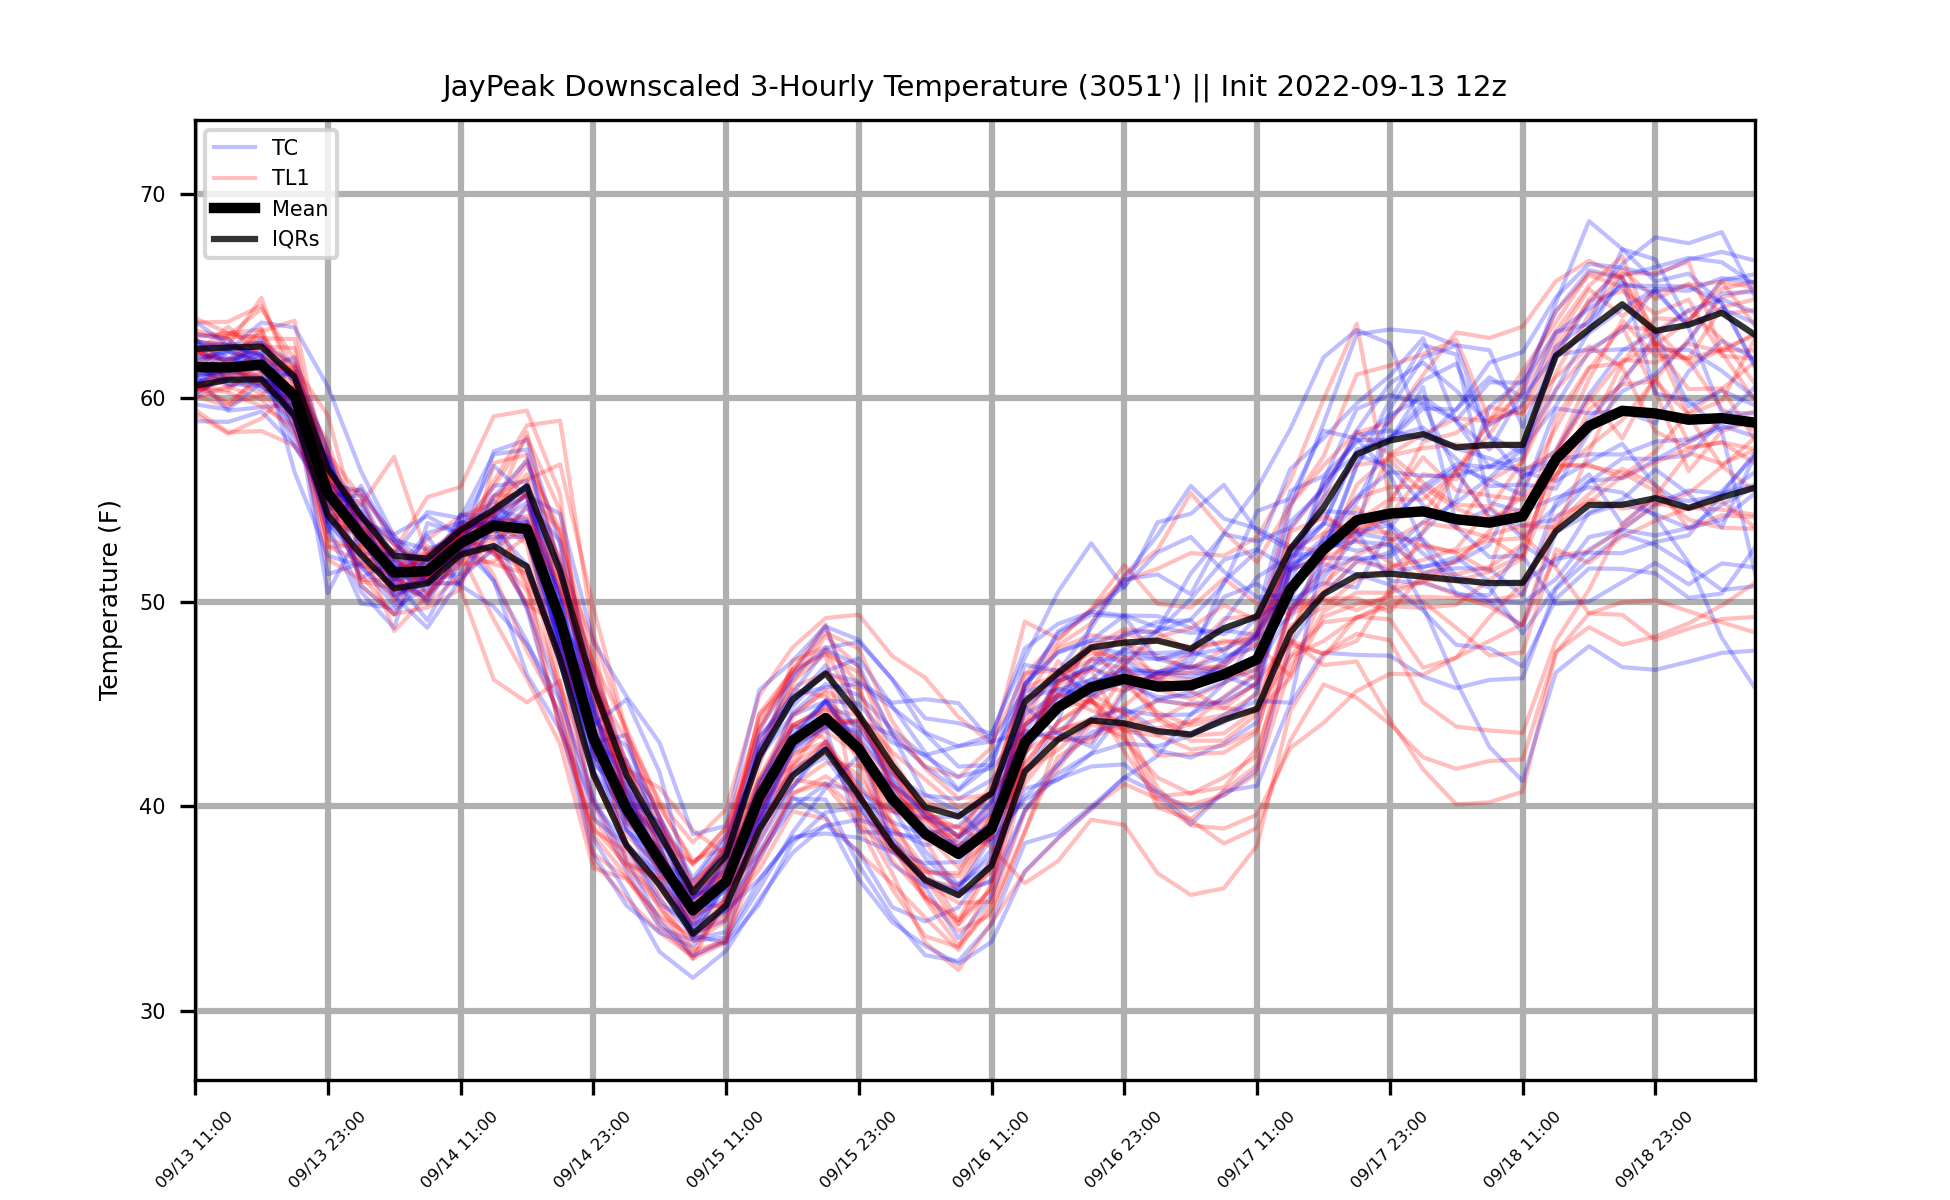 JayPeak Downscaled 3-Hourly Temperature (3051') || Init 2022-09-13 12z
TC
TL1
Mean
IQRs
Temperature (F)
70
60
50
40
30
09/13 11:00
09/13 23:00
09/14 11:00
09/14 23:00
09/15 11:00
09/15 23:00
09/16 11:00
09/16 23:00
09/17 11:00
09/17 23:00
09/18 11:00
09/18 23:00